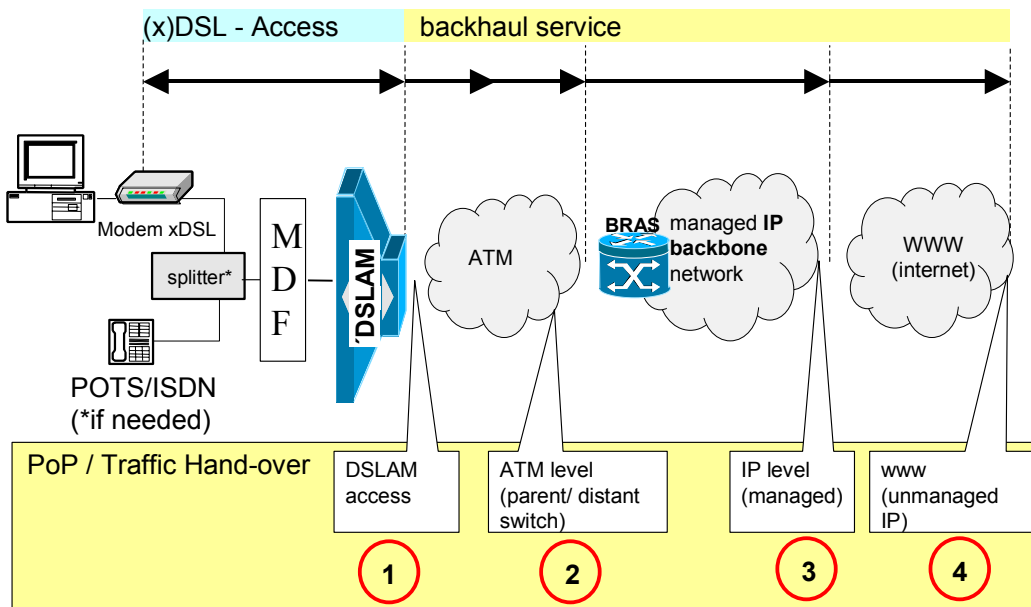 (x)DSL - Access
backhaul service
Modem xDSL
splitter*
POTS/ISDN
(*if needed)
M
D
F
´DSLAM
ATM
BRAS
managed IP
backbone
network
WWW
(internet)
PoP / Traffic Hand-over
DSLAM
access
ATM level
(parent/ distant
switch)
IP level
(managed)
www
(unmanaged
IP)
1
2
3
4